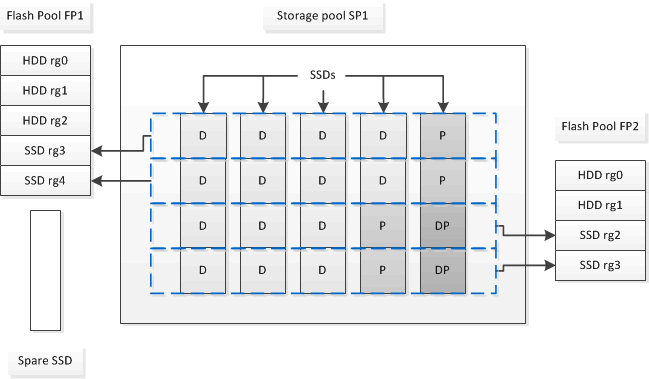 Flash Pool FP1
Storage pool SP1
HDD rg0
HDD rg1
HDD rg2
SSD rg3
SSD rg4
SSDs
D D D D P
D D D D P
D D D P DP
D D D P DP
Flash Pool FP2
HDD rg0
HDD rg1
SSD rg2
SSD rg3
Spare SSD